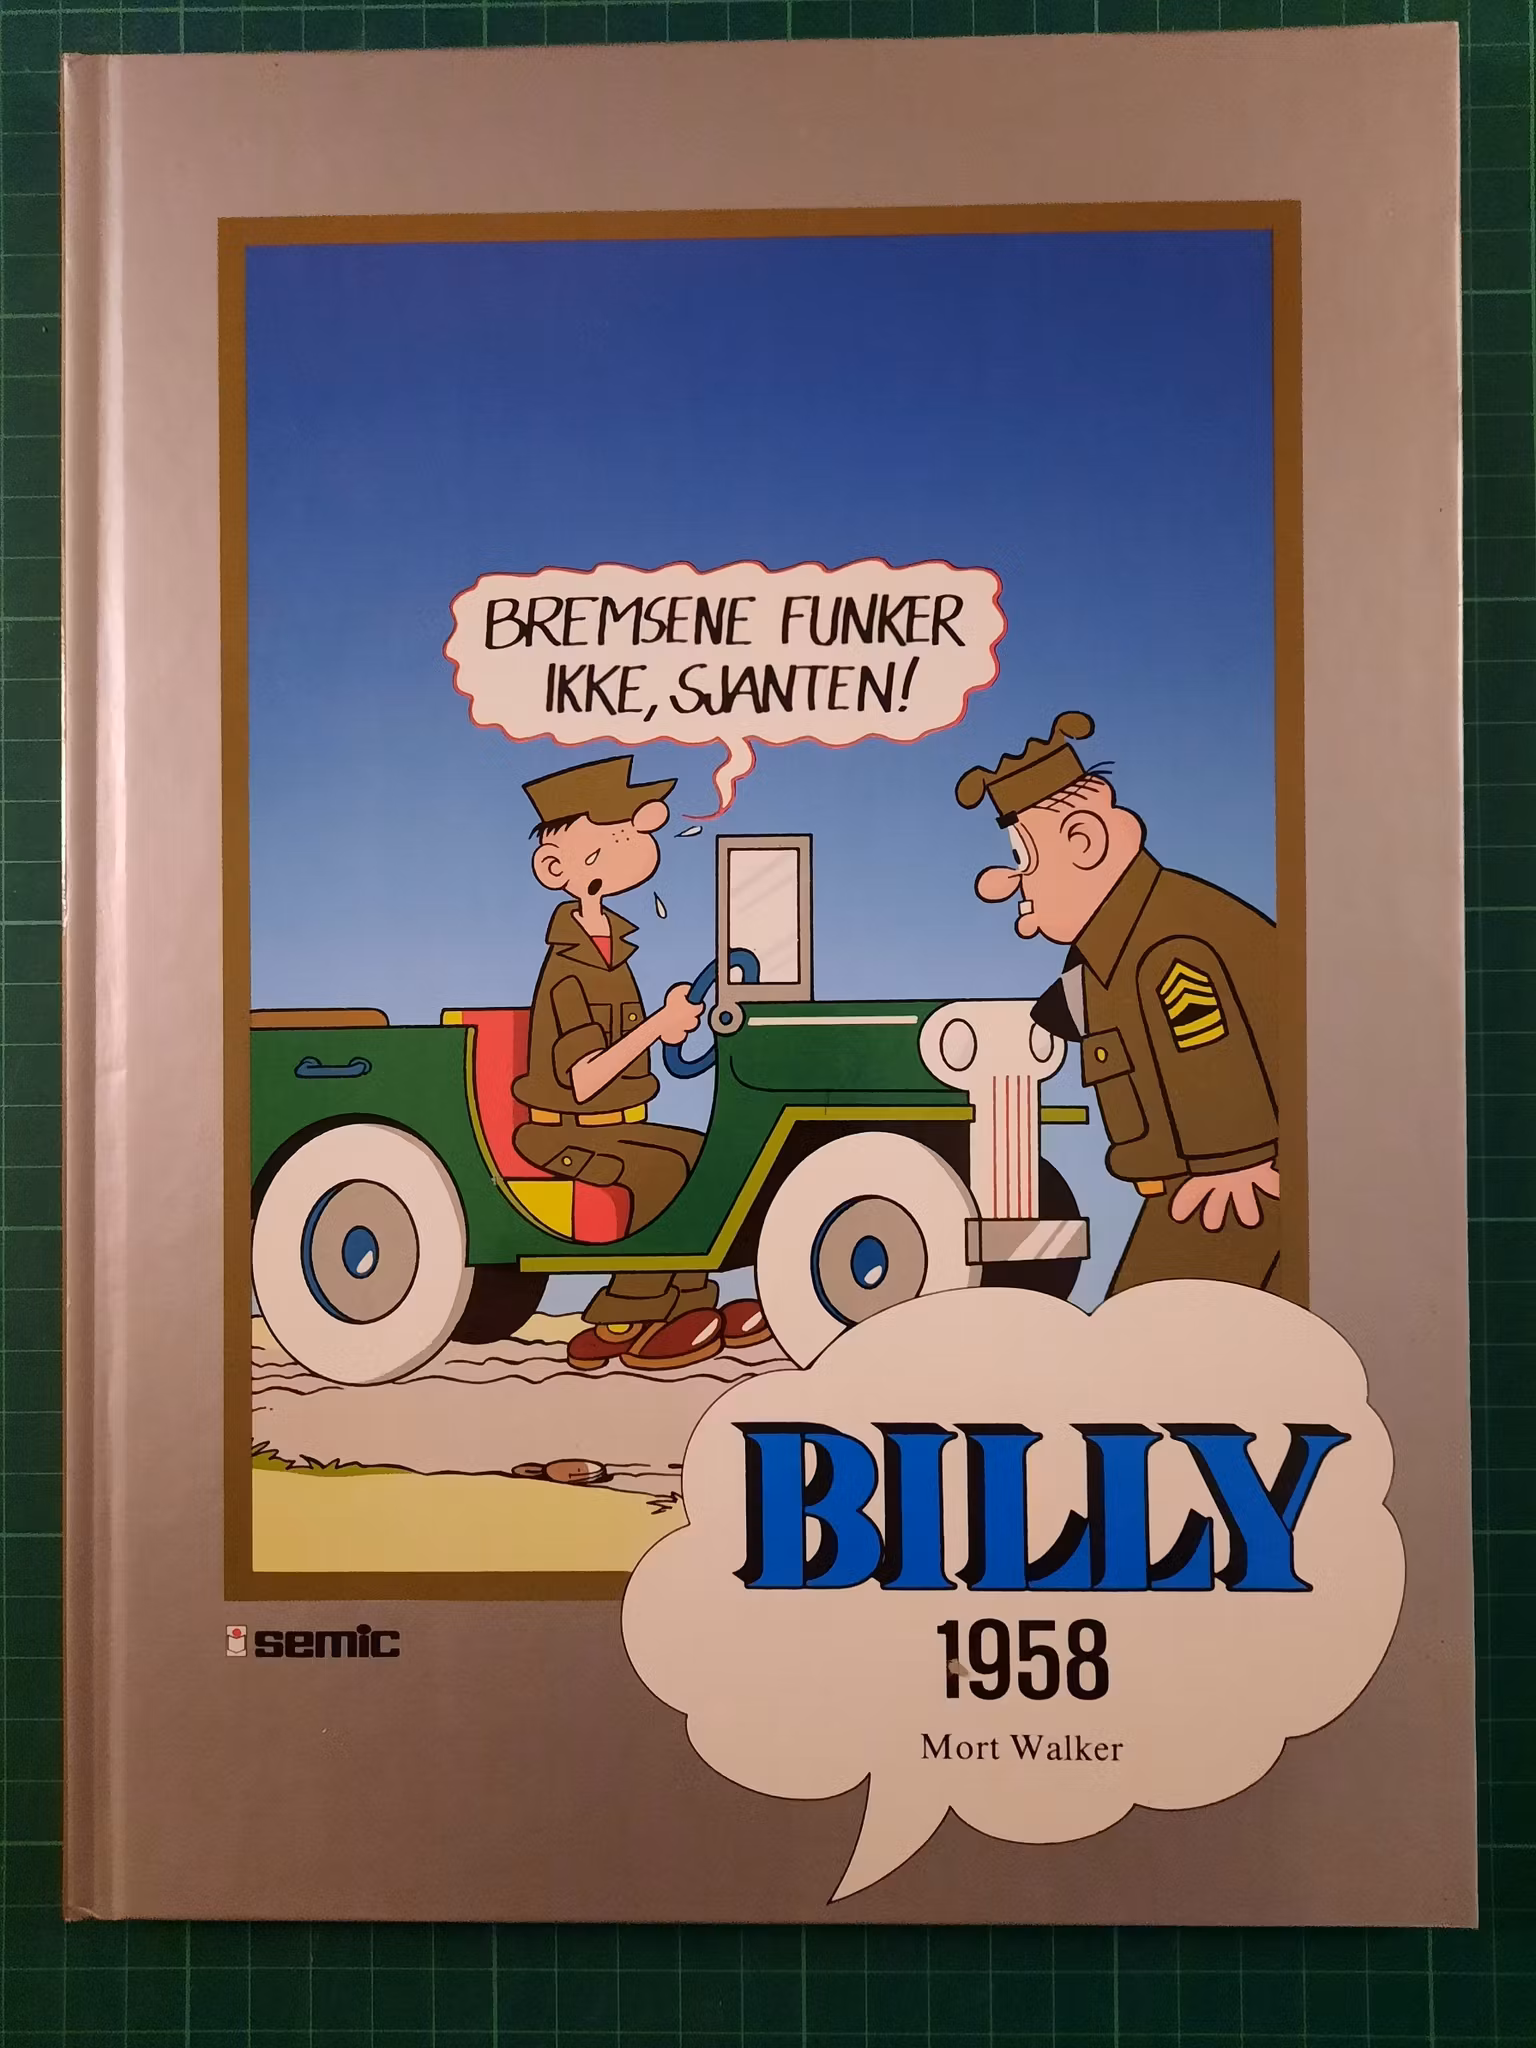 BREMSENE FUNKER
IKKE, SJANTEN!
BILLY
1958
Mort Walker
semic